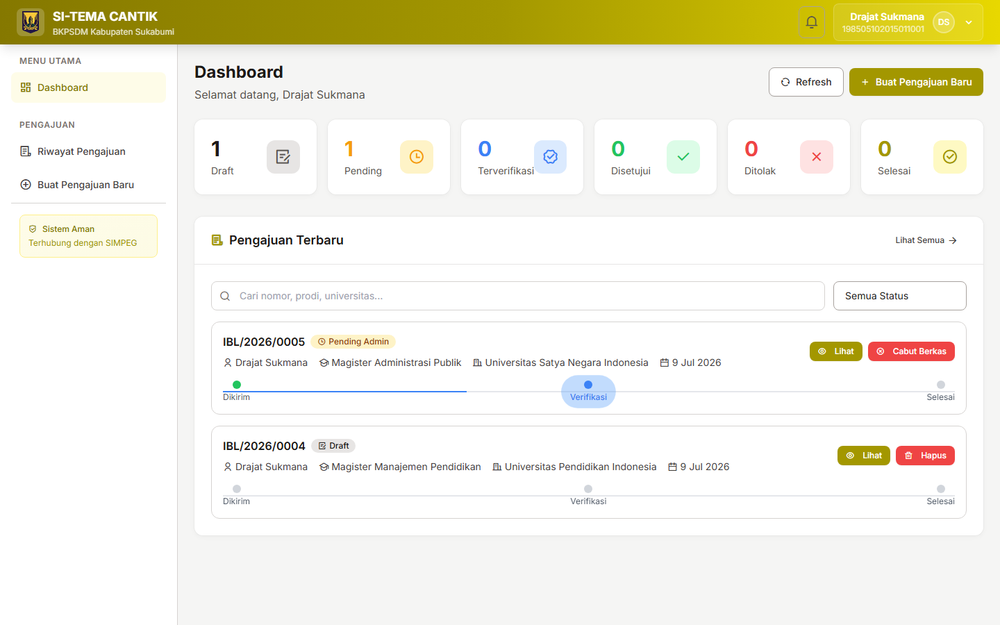 SI-TEMA CANTIK
BKPSDM Kabupaten Sukabumi
Drajat Sukmana
198505102015011001
DS
MENU UTAMA
Dashboard
PENGAJUAN
Riwayat Pengajuan
Buat Pengajuan Baru
Sistem Aman
Terhubung dengan SIMPEG
Dashboard
Selamat datang, Drajat Sukmana
Refresh
+ Buat Pengajuan Baru
1
Draft
1
Pending
0
Terverifikasi
0
Disetujui
0
Ditolak
0
Selesai
Pengajuan Terbaru
Lihat Semua →
Cari nomor, prodi, universitas...
Semua Status
IBL/2026/0005 Pending Admin
Drajat Sukmana Magister Administrasi Publik Universitas Satya Negara Indonesia 9 Jul 2026
Lihat Cabut Berkas
Dikirim Verifikasi Selesai
IBL/2026/0004 Draft
Drajat Sukmana Magister Manajemen Pendidikan Universitas Pendidikan Indonesia 9 Jul 2026
Lihat Hapus
Dikirim Verifikasi Selesai